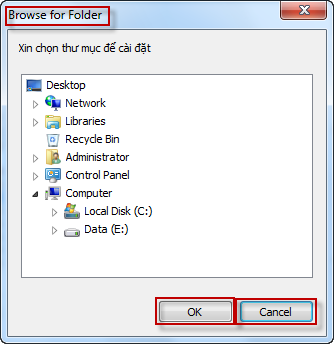 Browse for Folder
Xin chọn thư mục để cài đặt
Desktop
Network
Libraries
Recycle Bin
Administrator
Control Panel
Computer
Local Disk (C:)
Data (E:)
OK Cancel